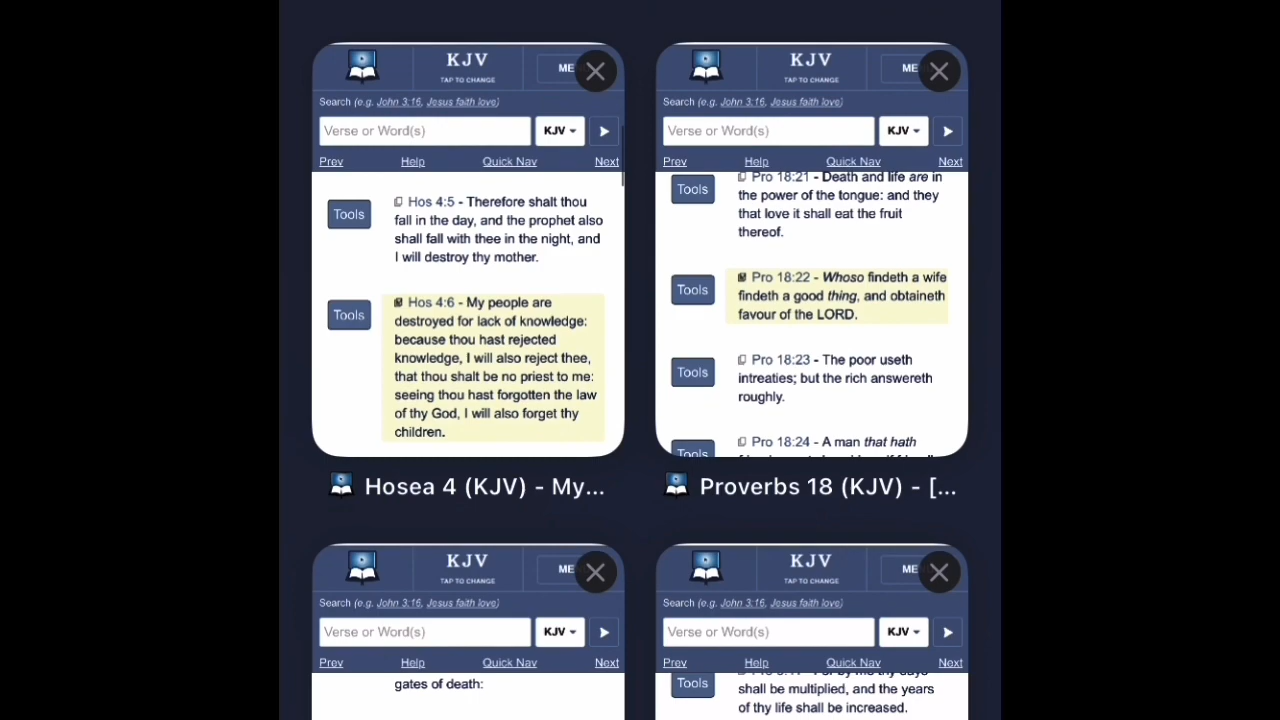 KJV
TAP TO CHANGE
ME
Search (e.g. John 3:16, Jesus faith love)
Verse or Word(s)
KJV
Prev Help Quick Nav Next
Tools
Hos 4:5 - Therefore shalt thou
fall in the day, and the prophet also
shall fall with thee in the night, and
I will destroy thy mother.
Tools
Hos 4:6 - My people are
destroyed for lack of knowledge:
because thou hast rejected
knowledge, I will also reject thee,
that thou shalt be no priest to me:
seeing thou hast forgotten the law
of thy God, I will also forget thy
children.
Hosea 4 (KJV) - My...
KJV
TAP TO CHANGE
ME
Search (e.g. John 3:16, Jesus faith love)
Verse or Word(s)
KJV
Prev Help Quick Nav Next
Tools
Pro 18:21 - Death and life are in
the power of the tongue: and they
that love it shall eat the fruit
thereof.
Tools
Pro 18:22 - Whoso findeth a wife
findeth a good thing, and obtaineth
favour of the LORD.
Tools
Pro 18:23 - The poor useth
intreaties; but the rich answereth
roughly.
Tools
Pro 18:24 - A man that hath
Proverbs 18 (KJV) - [...
KJV
TAP TO CHANGE
ME
Search (e.g. John 3:16, Jesus faith love)
Verse or Word(s)
KJV
Prev Help Quick Nav Next
gates of death:
KJV
TAP TO CHANGE
ME
Search (e.g. John 3:16, Jesus faith love)
Verse or Word(s)
KJV
Prev Help Quick Nav Next
Tools
shall be multiplied, and the years
of thy life shall be increased.